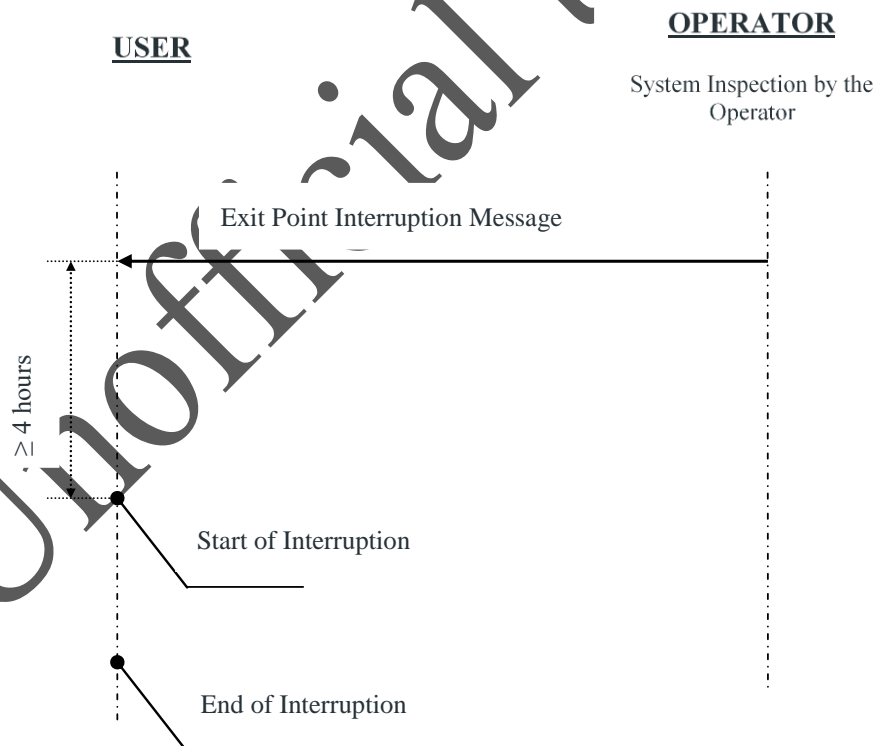 USER
OPERATOR
System Inspection by the
Operator
Exit Point Interruption Message
≥ 4 hours
Start of Interruption
End of Interruption
Unofficial